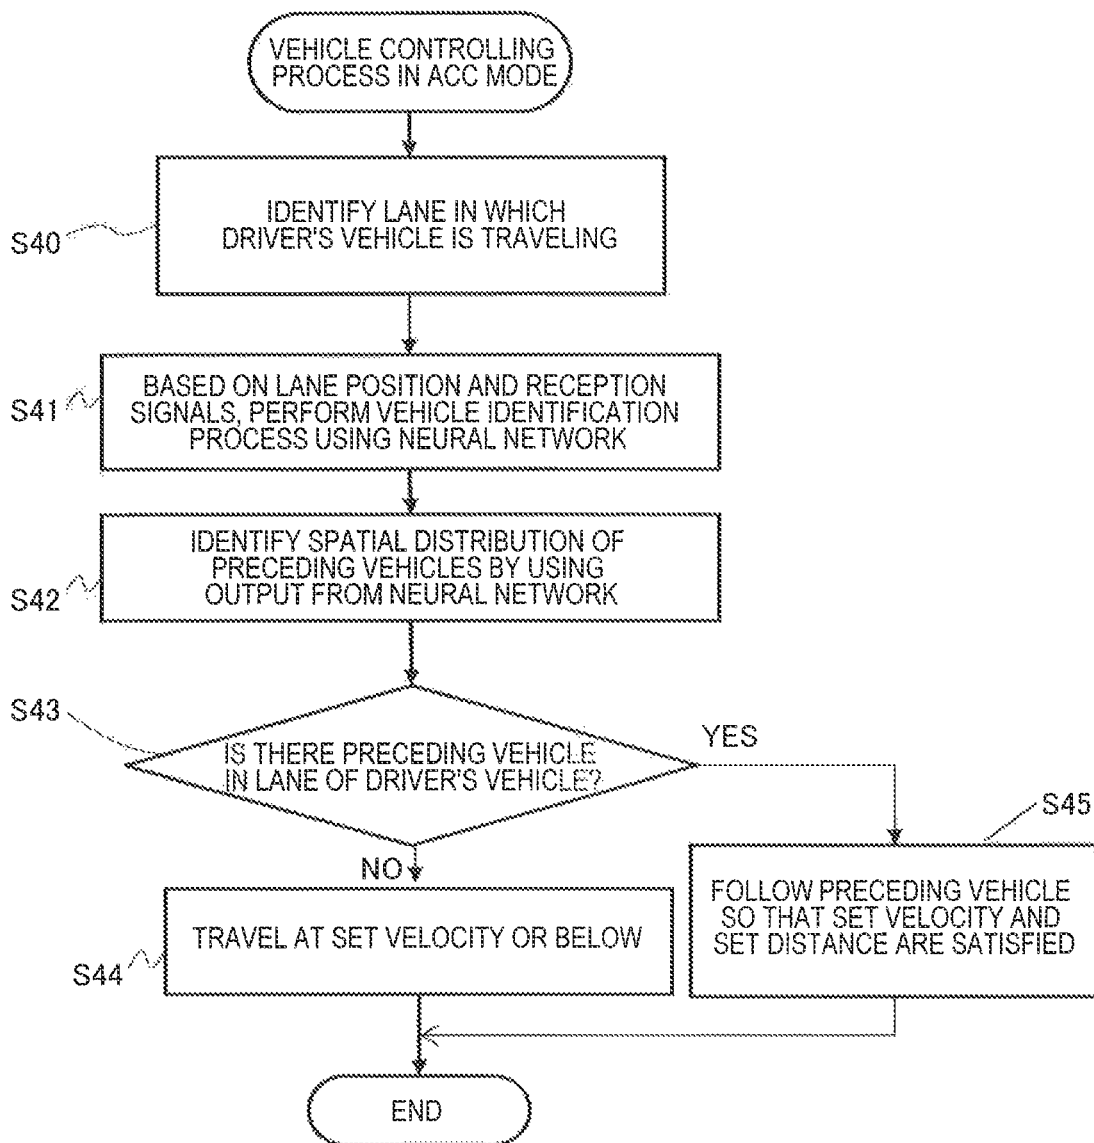 VEHICLE CONTROLLING
PROCESS IN ACC MODE
S40
IDENTIFY LANE IN WHICH
DRIVER'S VEHICLE IS TRAVELING
S41
BASED ON LANE POSITION AND RECEPTION
SIGNALS, PERFORM VEHICLE IDENTIFICATION
PROCESS USING NEURAL NETWORK
S42
IDENTIFY SPATIAL DISTRIBUTION OF
PRECEDING VEHICLES BY USING
OUTPUT FROM NEURAL NETWORK
S43
IS THERE PRECEDING VEHICLE
IN LANE OF DRIVER'S VEHICLE?
YES
NO
S45
FOLLOW PRECEDING VEHICLE
SO THAT SET VELOCITY AND
SET DISTANCE ARE SATISFIED
S44
TRAVEL AT SET VELOCITY OR BELOW
END